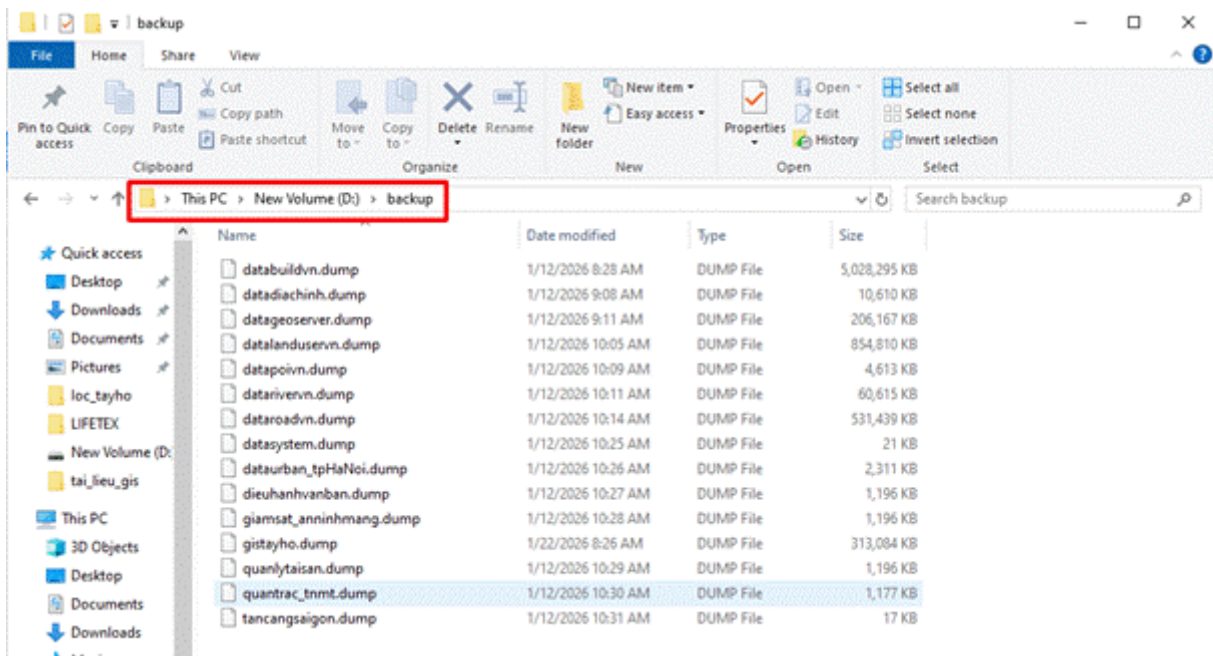 backup
File Home Share View
Pin to Quick access
Copy
Paste
Cut
Copy path
Paste shortcut
Clipboard
Move to
Copy to
Delete
Rename
Organize
New folder
New item
Easy access
New
Properties
Open
Edit
History
Open
Select all
Select none
Invert selection
Select
This PC > New Volume (D:) > backup
Search backup
Quick access
Desktop
Downloads
Documents
Pictures
loc_tayho
LIFETEX
New Volume (D:
tai_lieu_gis
This PC
3D Objects
Desktop
Documents
Downloads
Name Date modified Type Size
databuildvn.dump 1/12/2026 8:28 AM DUMP File 5,028,295 KB
datadiachinh.dump 1/12/2026 9:08 AM DUMP File 10,610 KB
datageoserver.dump 1/12/2026 9:11 AM DUMP File 206,167 KB
datalanduservn.dump 1/12/2026 10:05 AM DUMP File 854,810 KB
datapoivn.dump 1/12/2026 10:09 AM DUMP File 4,613 KB
datarivervn.dump 1/12/2026 10:11 AM DUMP File 60,615 KB
dataroadvn.dump 1/12/2026 10:14 AM DUMP File 531,439 KB
datasystem.dump 1/12/2026 10:25 AM DUMP File 21 KB
dataurban_tpHaNoi.dump 1/12/2026 10:26 AM DUMP File 2,311 KB
dieuhanhvanban.dump 1/12/2026 10:27 AM DUMP File 1,196 KB
giamsat_anninhmang.dump 1/12/2026 10:28 AM DUMP File 1,196 KB
gistayho.dump 1/22/2026 8:26 AM DUMP File 313,084 KB
quanlytaisan.dump 1/12/2026 10:29 AM DUMP File 1,196 KB
quantrac_tnmt.dump 1/12/2026 10:30 AM DUMP File 1,177 KB
tancangsaigon.dump 1/12/2026 10:31 AM DUMP File 17 KB